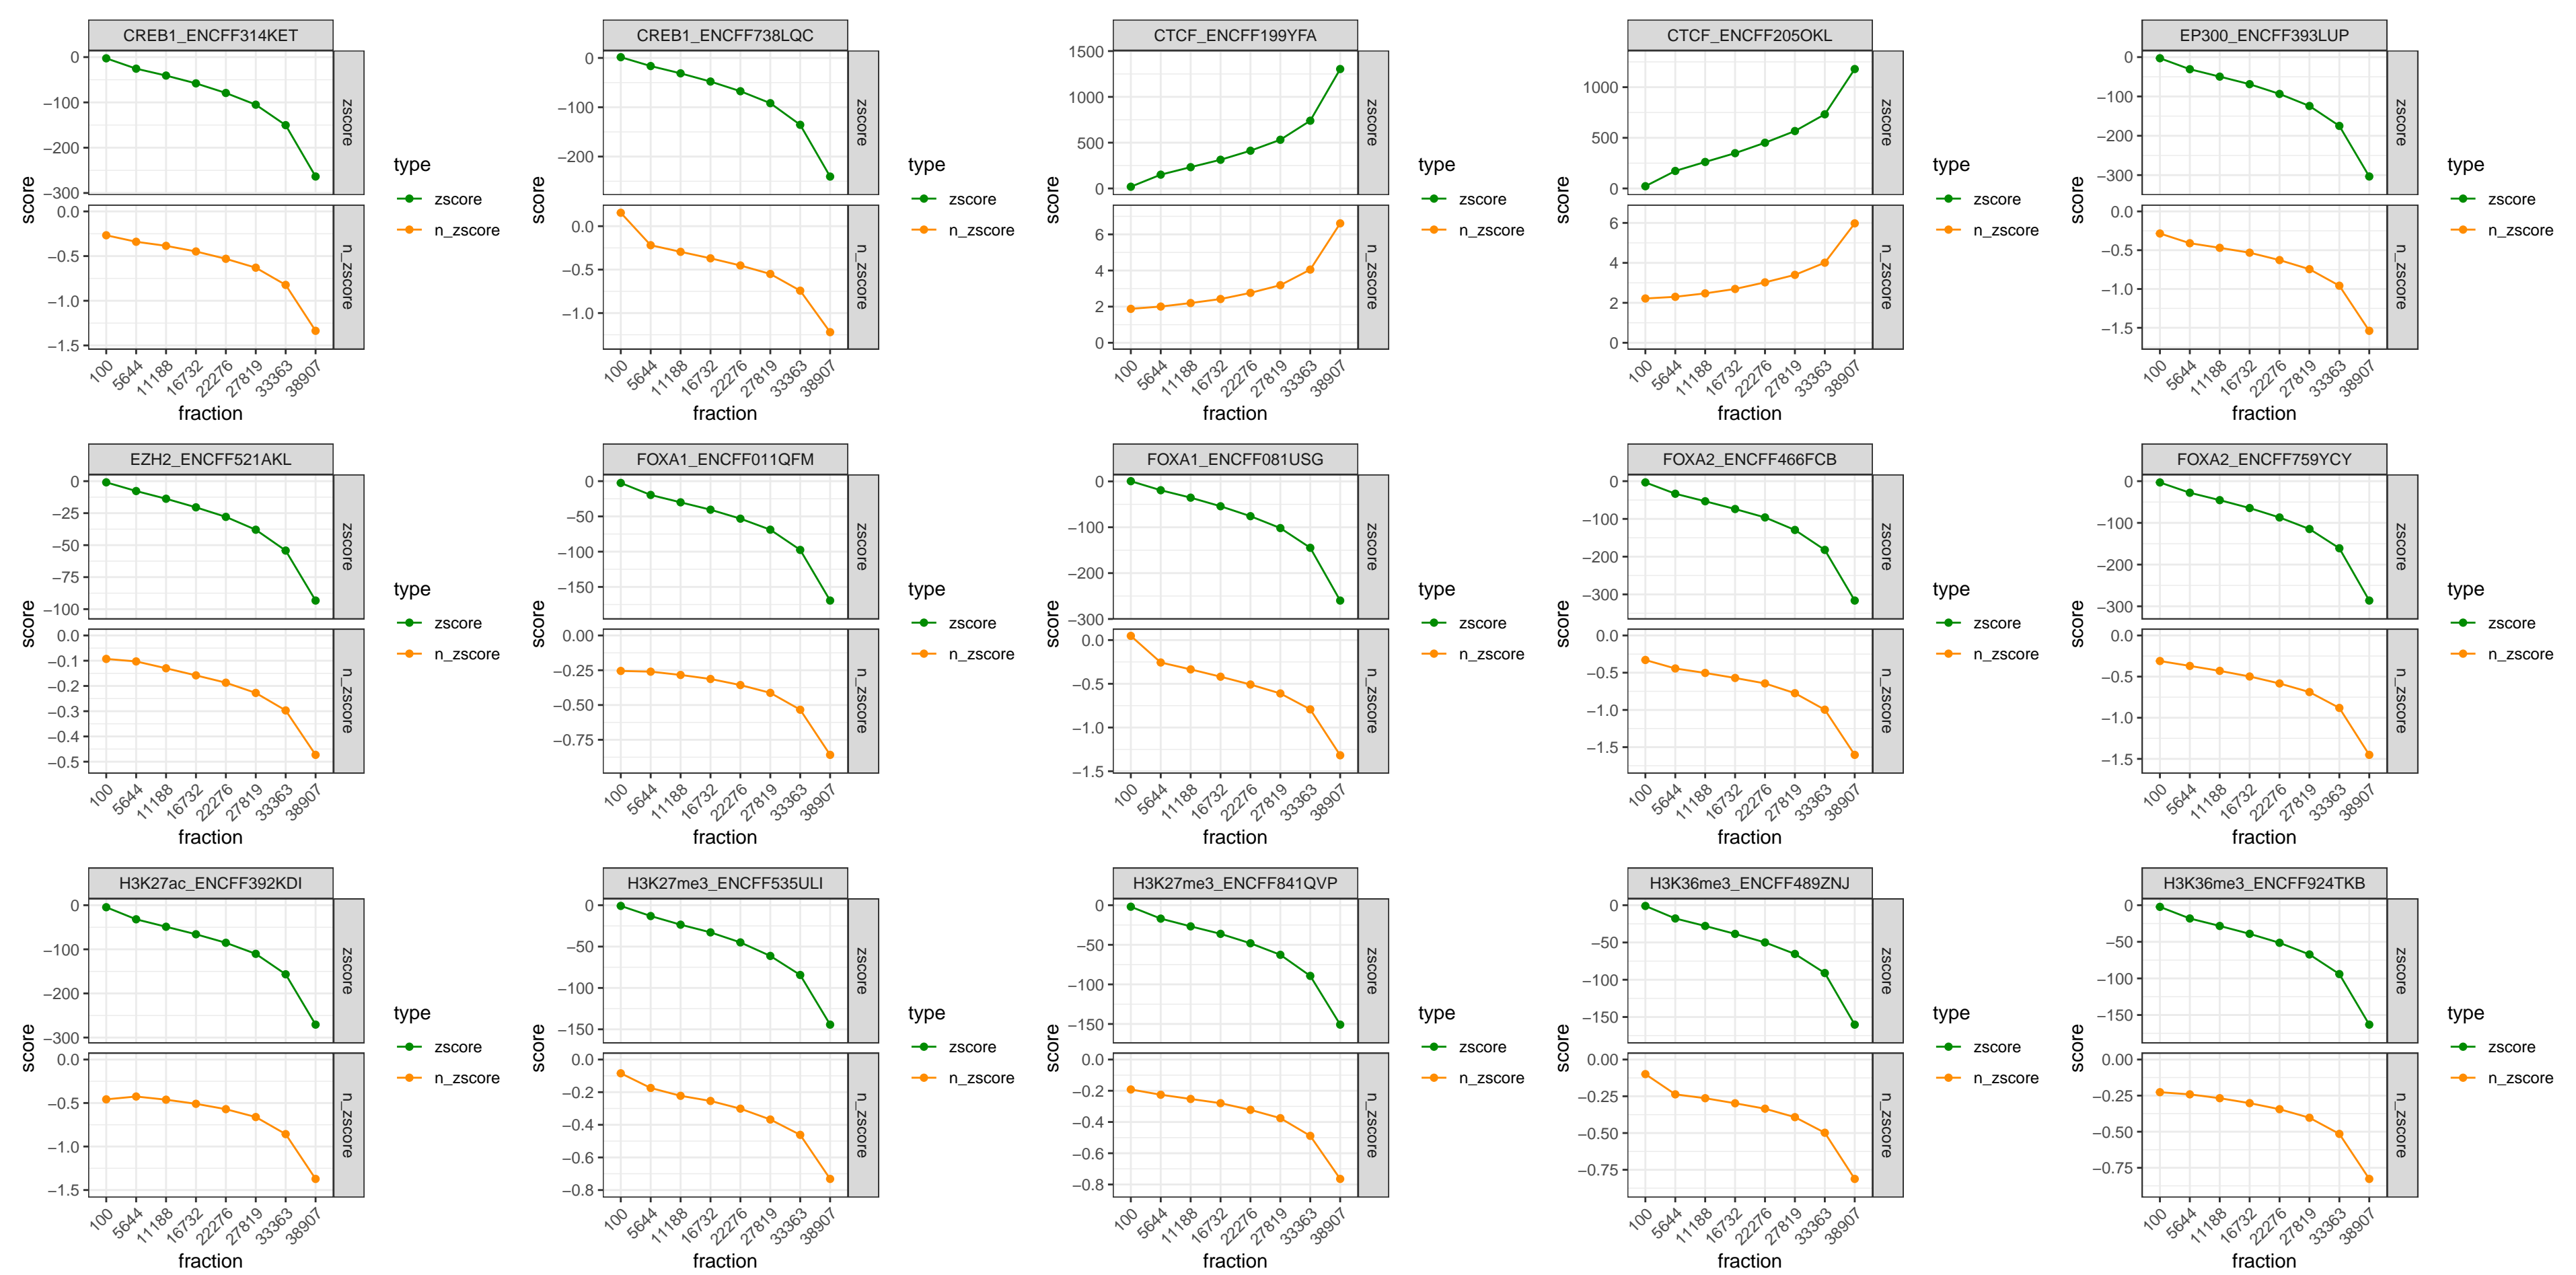 CREB1_ENCFF314KET
score
0
−100
−200
−300
zscore
0.0
−0.5
−1.0
−1.5
n_zscore
100 5644 11188 16732 22276 27819 33363 38907
fraction
type
zscore
n_zscore
CREB1_ENCFF738LQC
score
0
−100
−200
zscore
0.0
−0.5
−1.0
n_zscore
100 5644 11188 16732 22276 27819 33363 38907
fraction
type
zscore
n_zscore
CTCF_ENCFF199YFA
score
1500
1000
500
0
zscore
6
4
2
0
n_zscore
100 5644 11188 16732 22276 27819 33363 38907
fraction
type
zscore
n_zscore
CTCF_ENCFF205OKL
score
1000
500
0
zscore
6
4
2
0
n_zscore
100 5644 11188 16732 22276 27819 33363 38907
fraction
type
zscore
n_zscore
EP300_ENCFF393LUP
score
0
−100
−200
−300
zscore
0.0
−0.5
−1.0
−1.5
n_zscore
100 5644 11188 16732 22276 27819 33363 38907
fraction
type
zscore
n_zscore
EZH2_ENCFF521AKL
score
0
−25
−50
−75
−100
zscore
0.0
−0.1
−0.2
−0.3
−0.4
−0.5
n_zscore
100 5644 11188 16732 22276 27819 33363 38907
fraction
type
zscore
n_zscore
FOXA1_ENCFF011QFM
score
0
−50
−100
−150
zscore
0.00
−0.25
−0.50
−0.75
n_zscore
100 5644 11188 16732 22276 27819 33363 38907
fraction
type
zscore
n_zscore
FOXA1_ENCFF081USG
score
0
−100
−200
−300
zscore
0.0
−0.5
−1.0
−1.5
n_zscore
100 5644 11188 16732 22276 27819 33363 38907
fraction
type
zscore
n_zscore
FOXA2_ENCFF466FCB
score
0
−100
−200
−300
zscore
0.0
−0.5
−1.0
−1.5
n_zscore
100 5644 11188 16732 22276 27819 33363 38907
fraction
type
zscore
n_zscore
FOXA2_ENCFF759YCY
score
0
−100
−200
−300
zscore
0.0
−0.5
−1.0
−1.5
n_zscore
100 5644 11188 16732 22276 27819 33363 38907
fraction
type
zscore
n_zscore
H3K27ac_ENCFF392KDI
score
0
−100
−200
−300
zscore
0.0
−0.5
−1.0
−1.5
n_zscore
100 5644 11188 16732 22276 27819 33363 38907
fraction
type
zscore
n_zscore
H3K27me3_ENCFF535ULI
score
0
−50
−100
−150
zscore
0.0
−0.2
−0.4
−0.6
−0.8
n_zscore
100 5644 11188 16732 22276 27819 33363 38907
fraction
type
zscore
n_zscore
H3K27me3_ENCFF841QVP
score
0
−50
−100
−150
zscore
0.0
−0.2
−0.4
−0.6
−0.8
n_zscore
100 5644 11188 16732 22276 27819 33363 38907
fraction
type
zscore
n_zscore
H3K36me3_ENCFF489ZNJ
score
0
−50
−100
−150
zscore
0.00
−0.25
−0.50
−0.75
n_zscore
100 5644 11188 16732 22276 27819 33363 38907
fraction
type
zscore
n_zscore
H3K36me3_ENCFF924TKB
score
0
−50
−100
−150
zscore
0.00
−0.25
−0.50
−0.75
n_zscore
100 5644 11188 16732 22276 27819 33363 38907
fraction
type
zscore
n_zscore